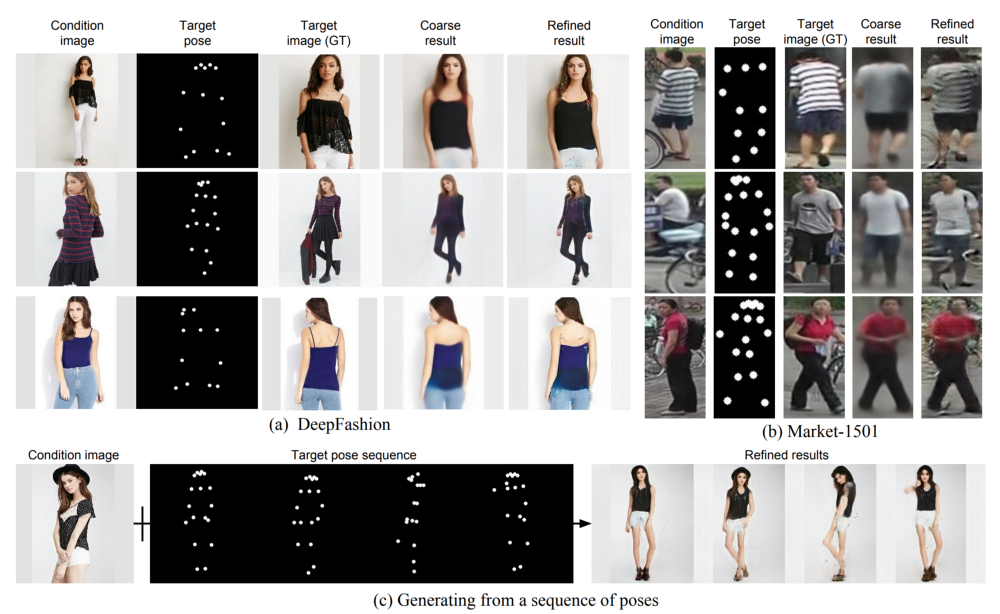 Condition image
Target pose
Target image (GT)
Coarse result
Refined result
Condition image
Target pose
Target image (GT)
Coarse result
Refined result
(a) DeepFashion
(b) Market-1501
Condition image
Target pose sequence
Refined results
(c) Generating from a sequence of poses